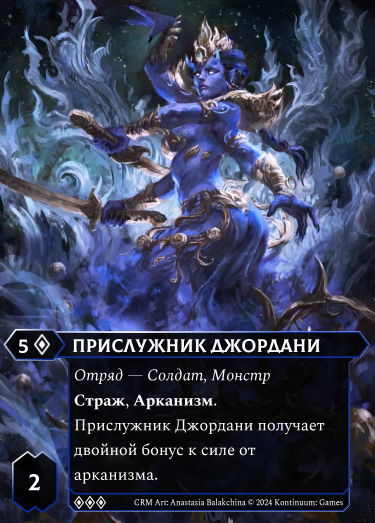 5 ПРИСЛУЖНИК ДЖОРДАНИ
Отряд — Солдат, Монстр
Страж, Арканизм.
Прислужник Джордани получает
двойной бонус к силе от
арканизма.
2
CRM Art: Anastasia Balakchina © 2024 Kontinuum: Games